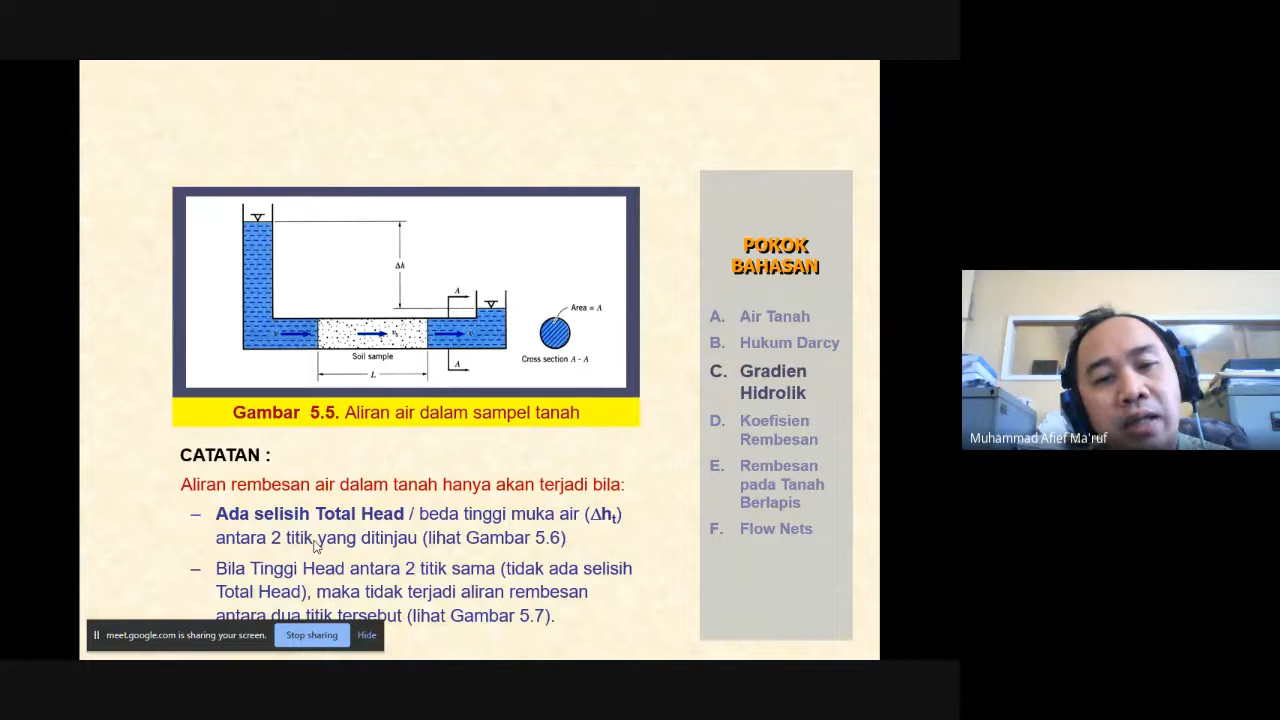 Δh
A
Area = A
v
Soil sample
L
A
Cross section A - A
Gambar 5.5. Aliran air dalam sampel tanah
CATATAN :
Aliran rembesan air dalam tanah hanya akan terjadi bila:
– Ada selisih Total Head / beda tinggi muka air (Δht)
antara 2 titik yang ditinjau (lihat Gambar 5.6)
– Bila Tinggi Head antara 2 titik sama (tidak ada selisih
Total Head), maka tidak terjadi aliran rembesan
antara dua titik tersebut (lihat Gambar 5.7).
meet.google.com is sharing your screen. Stop sharing Hide
POKOK
BAHASAN
A. Air Tanah
B. Hukum Darcy
C. Gradien
Hidrolik
D. Koefisien
Rembesan
E. Rembesan
pada Tanah
Berlapis
F. Flow Nets
Muhammad Afief Ma'ruf